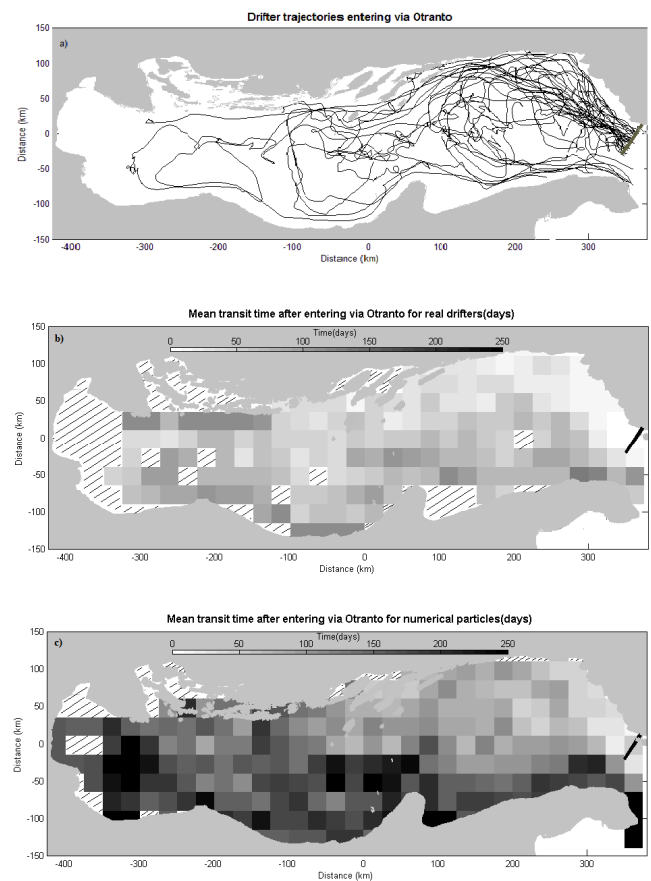 Drifter trajectories entering via Otranto
150
a)
100
50
0
-50
-100
-150
Distance (km)
-400 -300 -200 -100 0 100 200 300
Distance (km)
Mean transit time after entering via Otranto for real drifters(days)
150
b)
Time(days)
0 50 100 150 200 250
100
50
0
-50
-100
-150
Distance (km)
-400 -300 -200 -100 0 100 200 300
Distance (km)
Mean transit time after entering via Otranto for numerical particles(days)
150
c)
Time(days)
0 50 100 150 200 250
100
50
0
-50
-100
-150
Distance (km)
-400 -300 -200 -100 0 100 200 300
Distance (km)